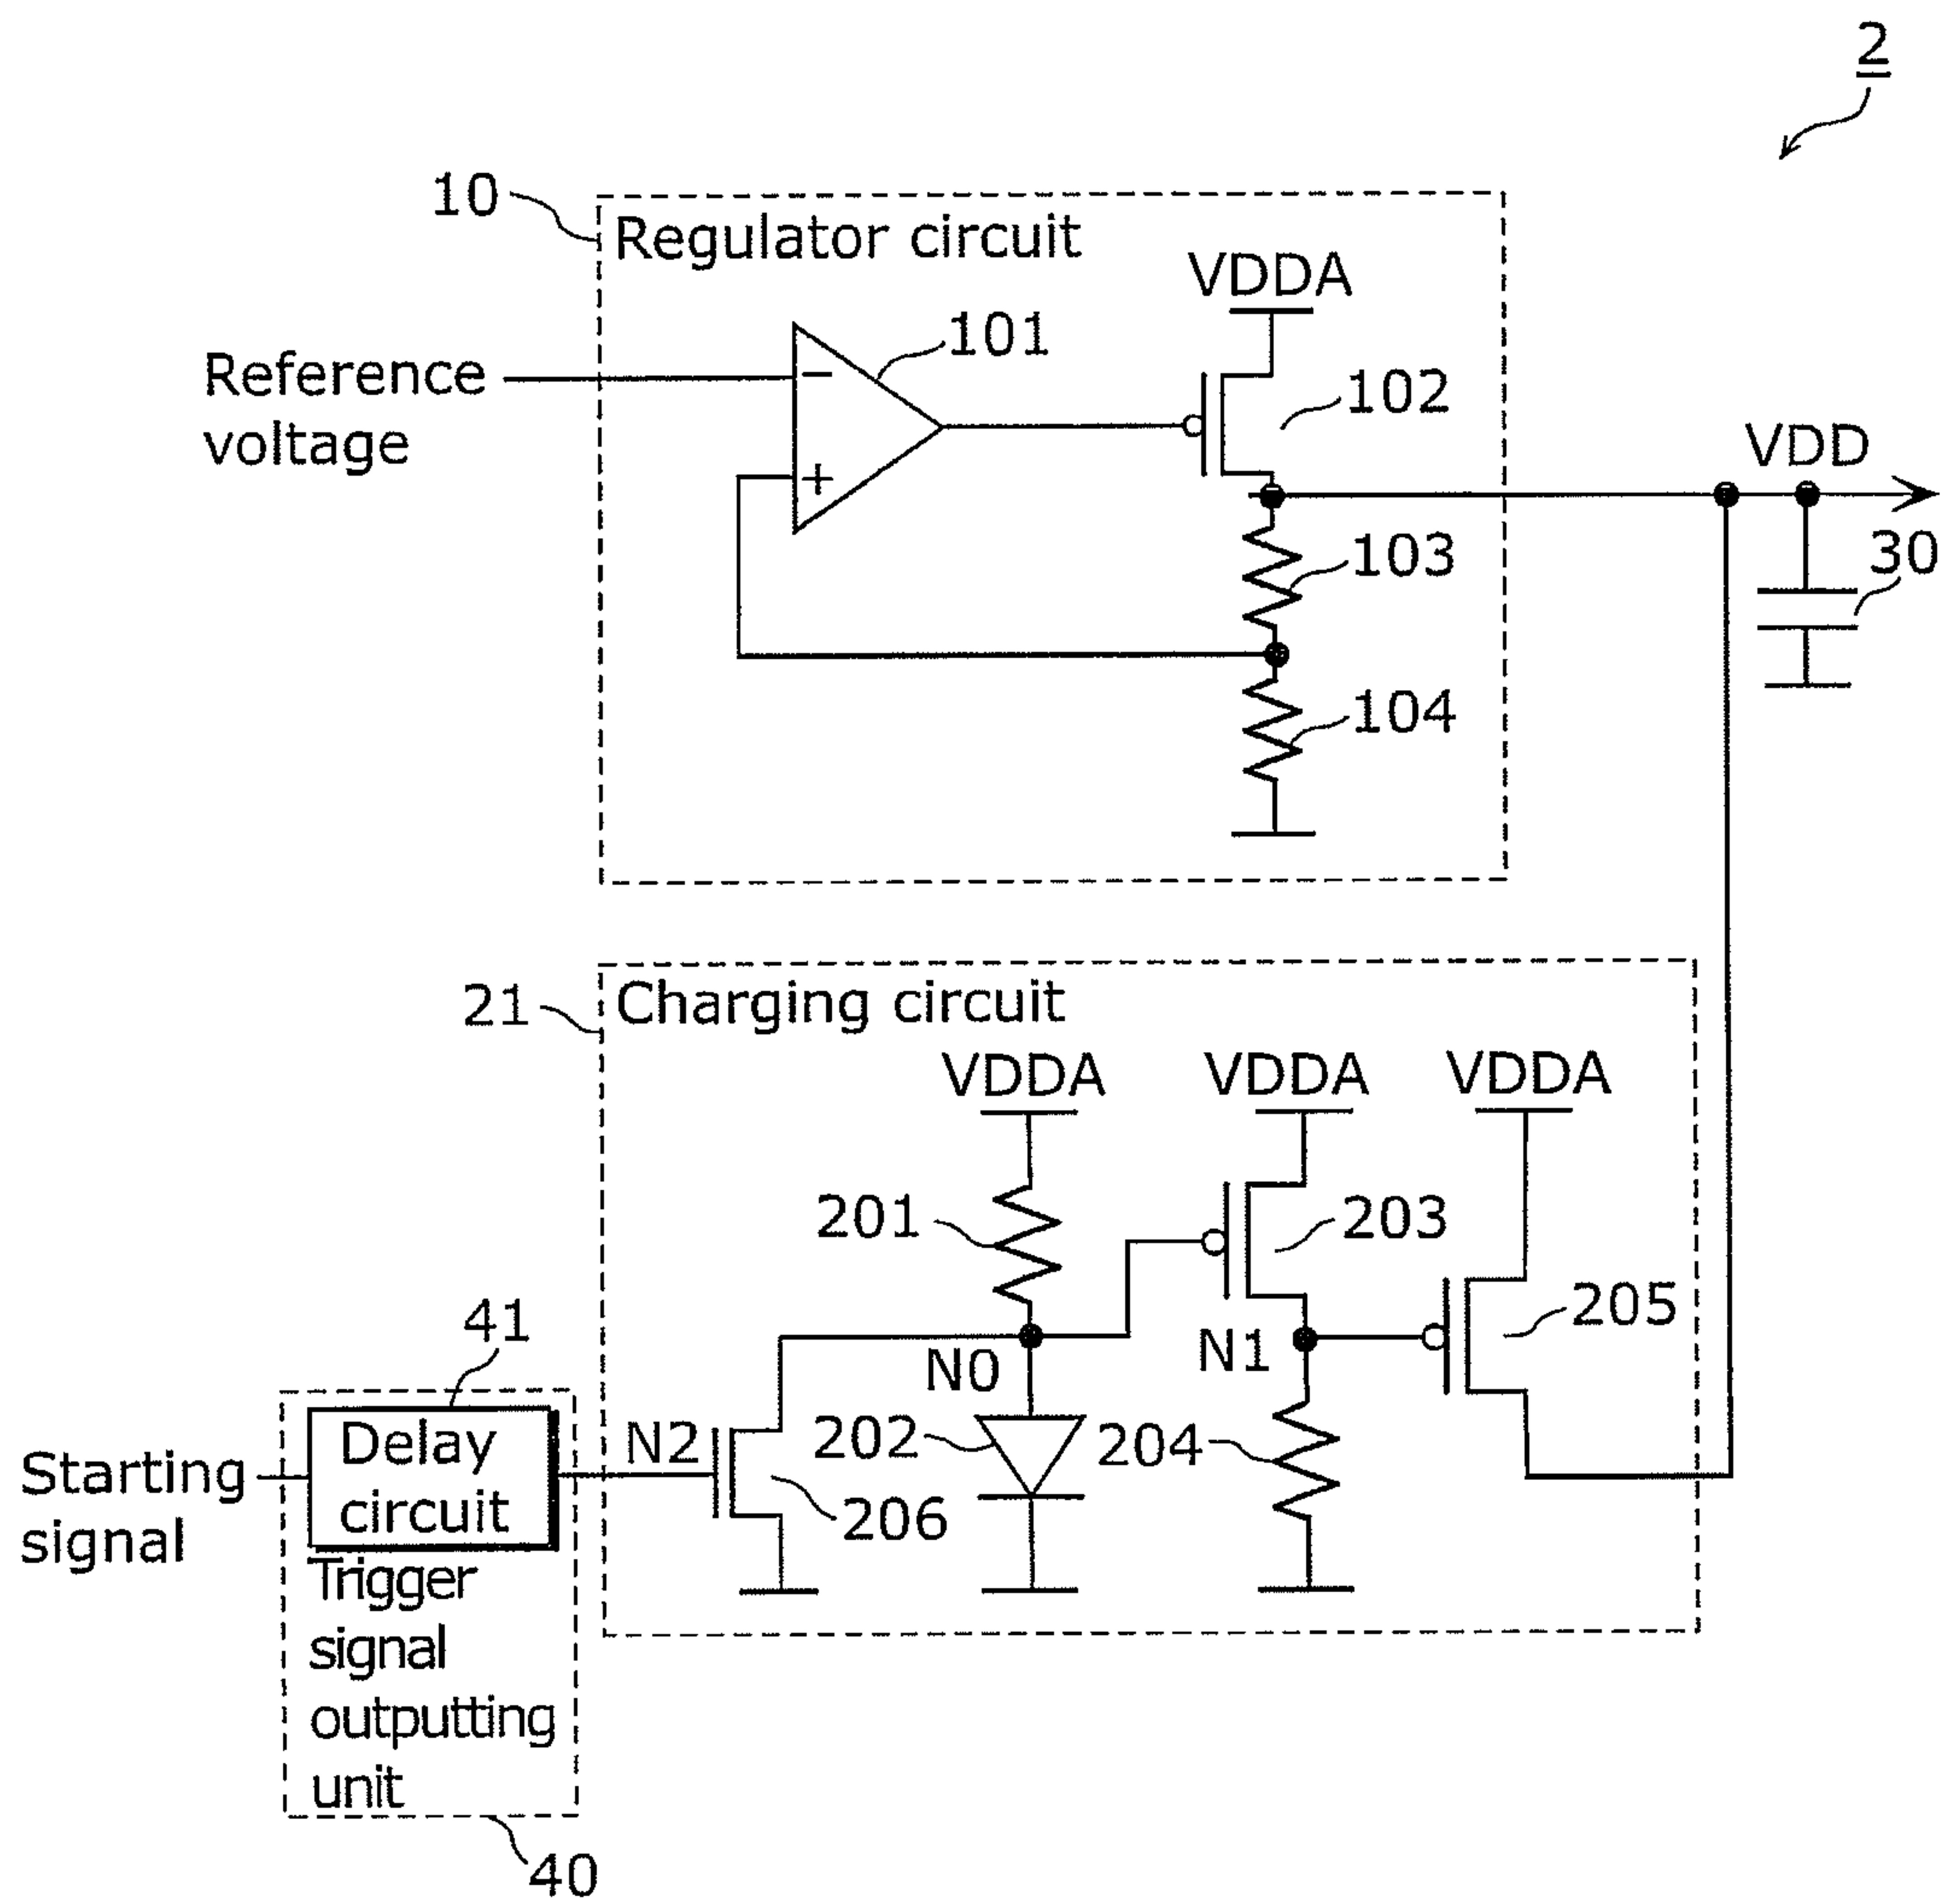 2
10
Regulator circuit
VDDA
101
Reference
voltage
−
+
102
VDD
103
30
104
21
Charging circuit
VDDA
VDDA
VDDA
201
203
205
41
N0
N1
Delay
circuit
N2
202
204
206
Starting
signal
Trigger
signal
outputting
unit
40